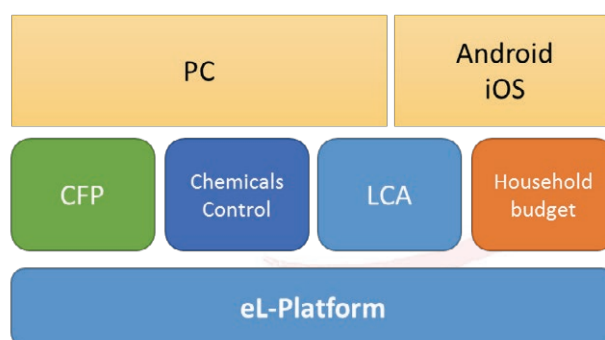 PC
Android
iOS
CFP
Chemicals
Control
LCA
Household
budget
eL-Platform